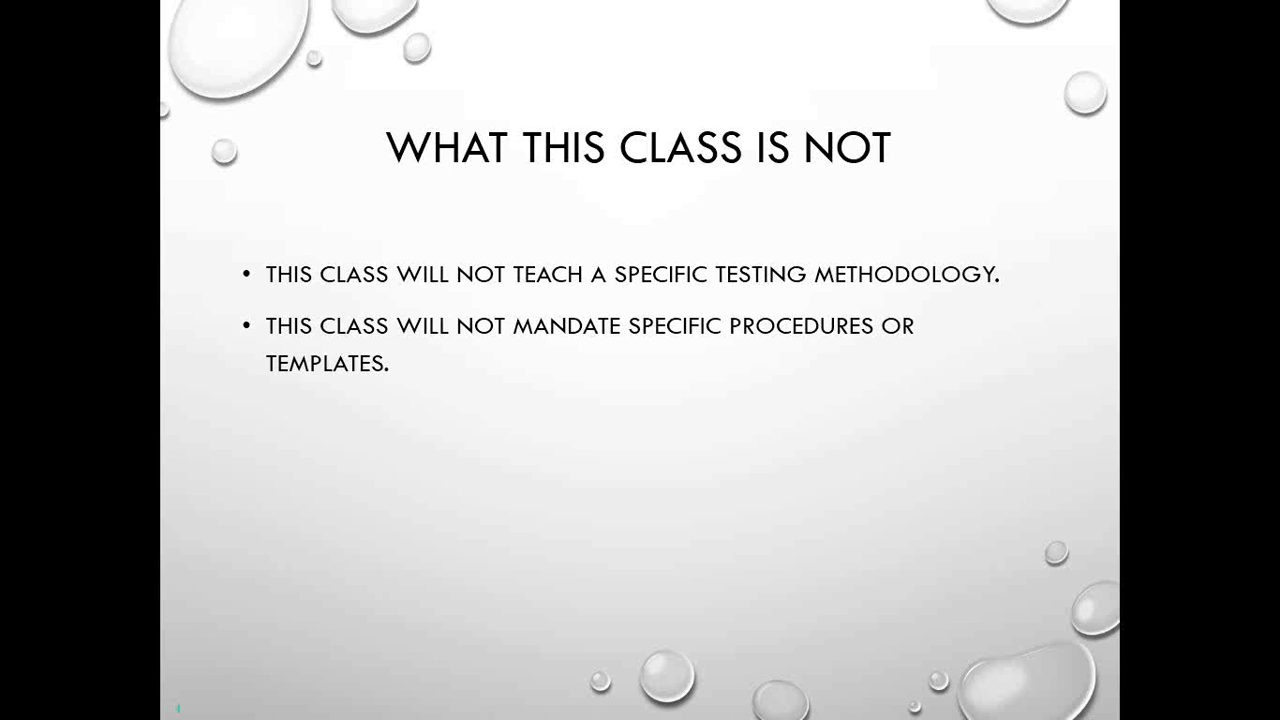 WHAT THIS CLASS IS NOT
• THIS CLASS WILL NOT TEACH A SPECIFIC TESTING METHODOLOGY.
• THIS CLASS WILL NOT MANDATE SPECIFIC PROCEDURES OR
TEMPLATES.